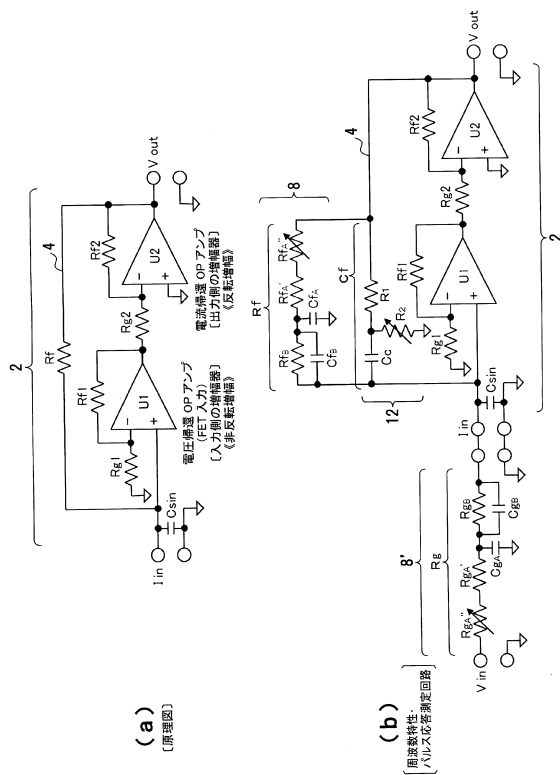 (a)
[原理図]
2
4
Rf
Rf1
Rf2
Rg1
Rg2
U1
U2
−
+
−
+
I in
Csin
V out
電圧帰還 OP アンプ
(FET 入力)
[入力側の増幅器]
《非反転増幅》
電流帰還 OP アンプ
[出力側の増幅器]
《反転増幅》
(b)
[周波数特性・
パルス応答測定回路]
8'
Rg
RgA''
RgA'
RgB
CgA
CgB
V in
I in
Csin
8
Rf
RfB
RfA'
RfA''
CfB
CfA
Cf
Cc
R1
R2
12
4
Rg1
Rf1
U1
−
+
Rg2
Rf2
U2
−
+
V out
2